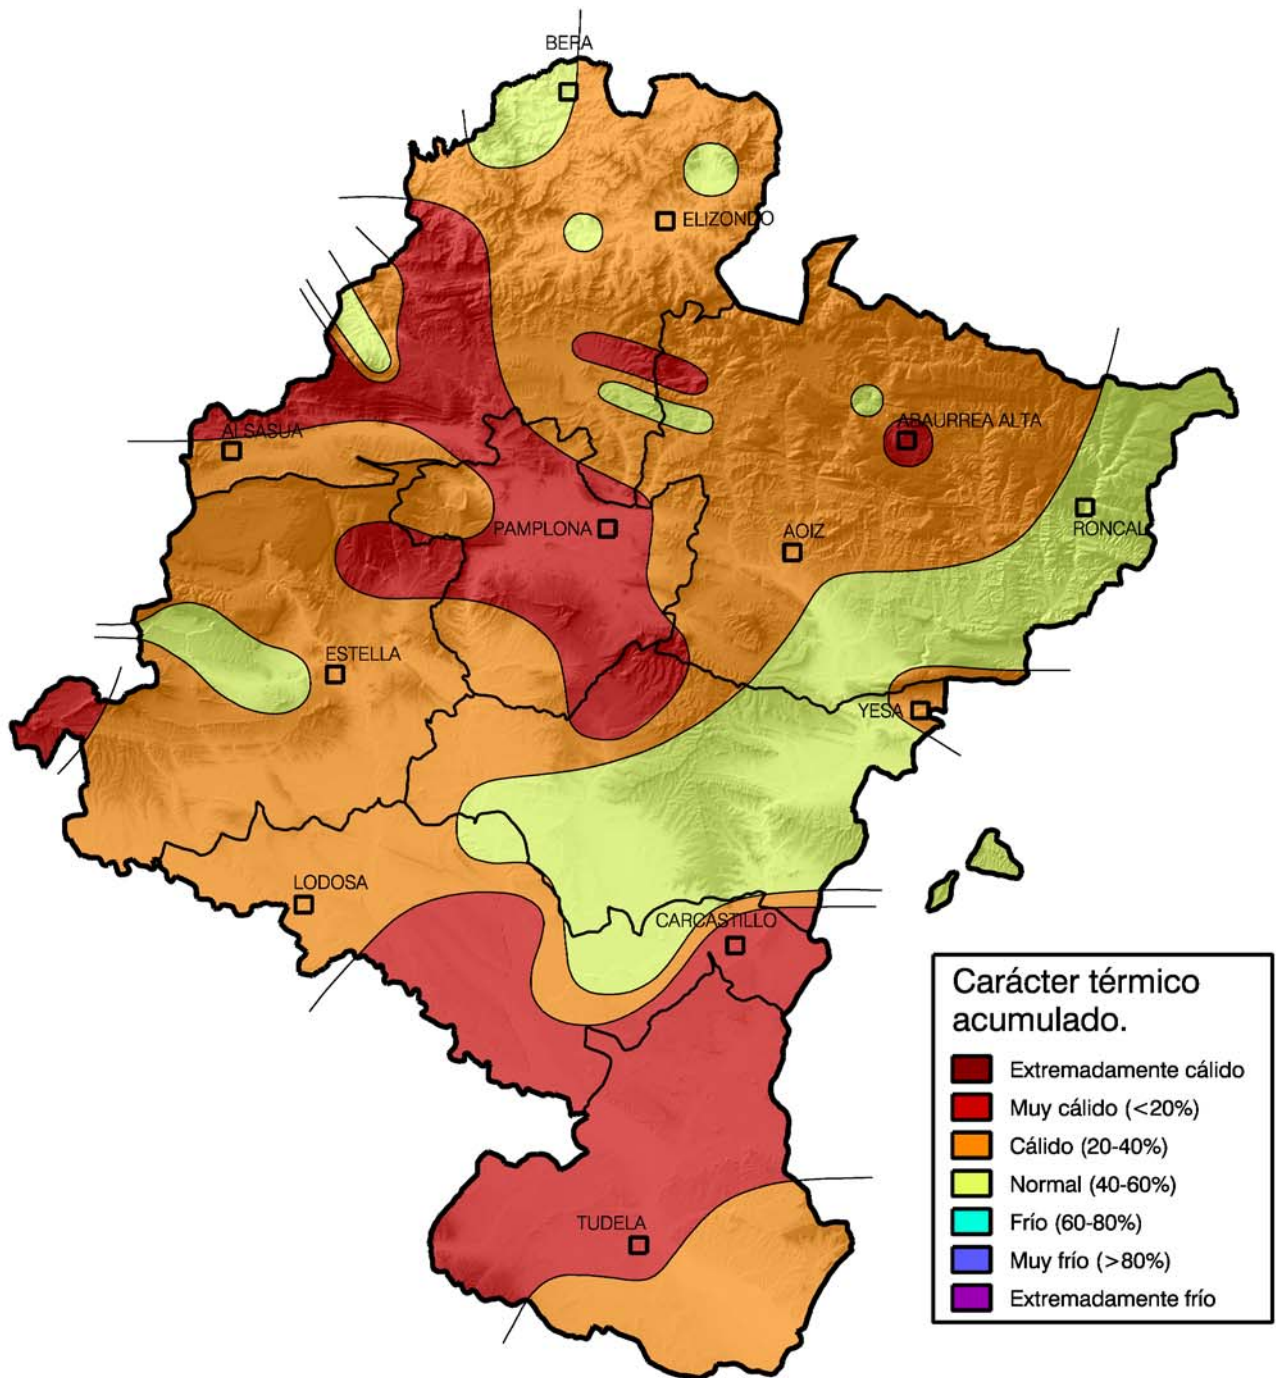 BERA
ELIZONDO
ALSASUA
ABAURREA ALTA
PAMPLONA
AOIZ
RONCAL
ESTELLA
YESA
LODOSA
CARCASTILLO
TUDELA
Carácter térmico
acumulado.
Extremadamente cálido
Muy cálido (<20%)
Cálido (20-40%)
Normal (40-60%)
Frío (60-80%)
Muy frío (>80%)
Extremadamente frío